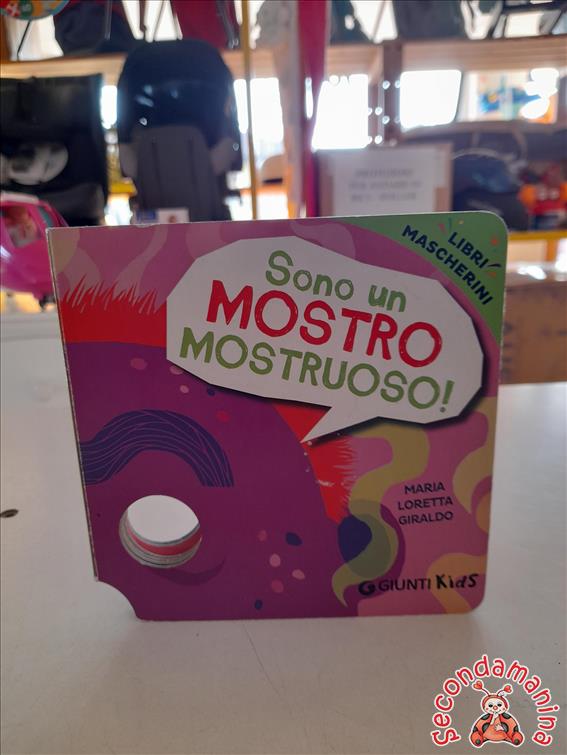 LIBRI
MASCHERINI
Sono un
MOSTRO
MOSTRUOSO!
MARIA
LORETTA
GIRALDO
GIUNTI Kids
Secondamanina